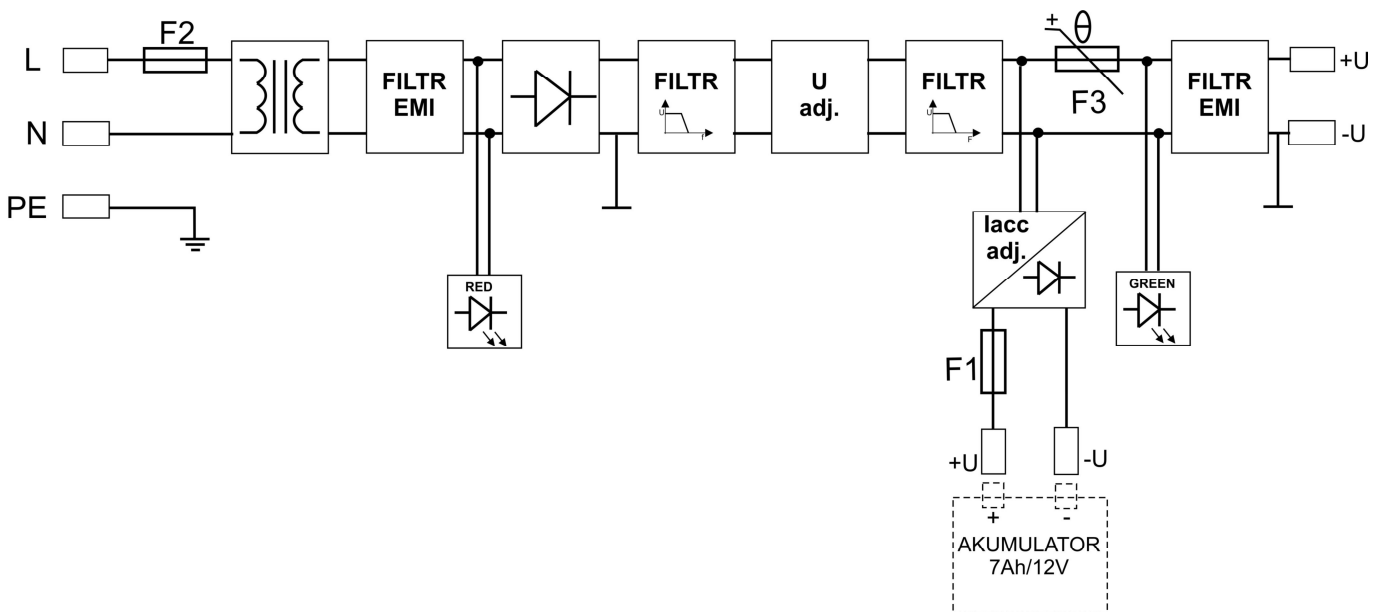 L
F2
N
PE
FILTR
EMI
RED
FILTR
U
f
U
adj.
FILTR
U
F
+
θ
F3
Iacc
adj.
GREEN
FILTR
EMI
+U
-U
F1
+U
-U
+
-
AKUMULATOR
7Ah/12V